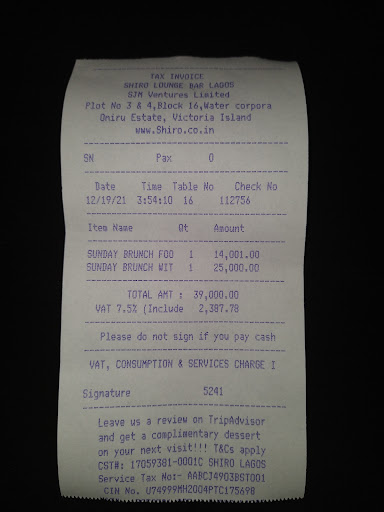 TAX INVOICE
SHIRO LOUNGE BAR LAGOS
SJM Ventures Limited
Plot No 3 & 4,Block 16,Water corpora
Oniru Estate, Victoria Island
www.Shiro.co.in
SN Pax 0
Date Time Table No Check No
12/19/21 3:54:10 16 112756
Item Name Qt Amount
SUNDAY BRUNCH FOO 1 14,001.00
SUNDAY BRUNCH WIT 1 25,000.00
TOTAL AMT : 39,000.00
VAT 7.5% (Include 2,387.78
Please do not sign if you pay cash
VAT, CONSUMPTION & SERVICES CHARGE I
Signature 5241
Leave us a review on TripAdvisor
and get a complimentary dessert
on your next visit!!! T&Cs apply
CST#: 17059381-0001C SHIRO LAGOS
Service Tax No:- AABCJ4903BST001
CIN No. U74999MH2004PTC175698